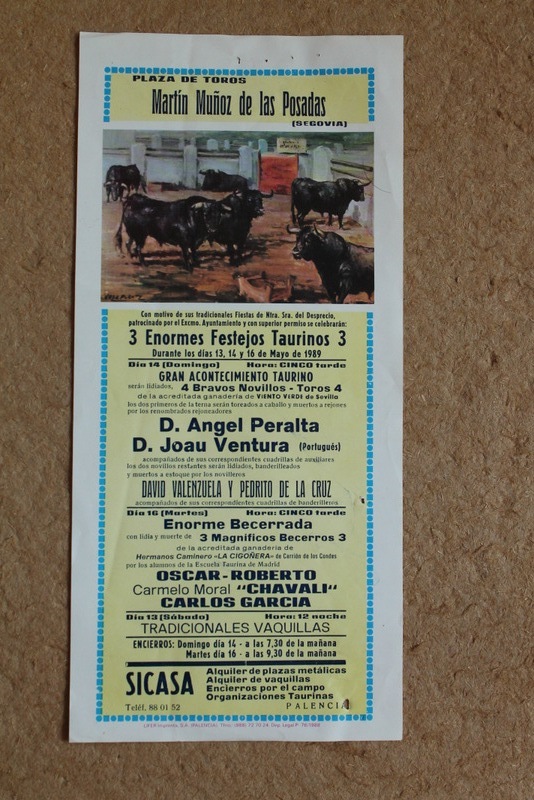 PLAZA DE TOROS
Martín Muñoz de las Posadas
(SEGOVIA)
Con motivo de sus tradicionales Fiestas de Ntra. Sra. del Desprecio,
patrocinado por el Excmo. Ayuntamiento y con superior permiso se celebrarán:
3 Enormes Festejos Taurinos 3
Durante los días 13, 14 y 16 de Mayo de 1989
Día 14 (Domingo) Hora: CINCO tarde
GRAN ACONTECIMIENTO TAURINO
serán lidiados, 4 Bravos Novillos - Toros 4
de la acreditada ganadería de VIENTO VERDE de Sevilla
los dos primeros de la terna serán toreados a caballo y muertos a rejones
por los renombrados rejoneadores
D. Angel Peralta
D. Joau Ventura (Portugués)
acompañados de sus correspondientes cuadrillas de auxiliares
los dos novillos restantes serán lidiados, banderilleados
y muertos a estoque por los novilleros
DAVID VALENZUELA Y PEDRITO DE LA CRUZ
acompañados de sus correspondientes cuadrillas de banderilleros
Día 16 (Martes) Hora: CINCO tarde
Enorme Becerrada
con lidia y muerte de 3 Magníficos Becerros 3
de la acreditada ganadería de
Hermanos Caminero «LA CIGOÑERA» de Carrión de los Condes
por los alumnos de la Escuela Taurina de Madrid
OSCAR - ROBERTO
Carmelo Moral "CHAVALI"
CARLOS GARCIA
Día 13 (Sábado) Hora: 12 noche
TRADICIONALES VAQUILLAS
ENCIERROS: Domingo día 14 - a las 7,30 de la mañana
Martes día 16 - a las 9,30 de la mañana
SICASA
Alquiler de plazas metálicas
Alquiler de vaquillas
Encierros por el campo
Organizaciones Taurinas
Teléf. 88 01 52 PALENCIA